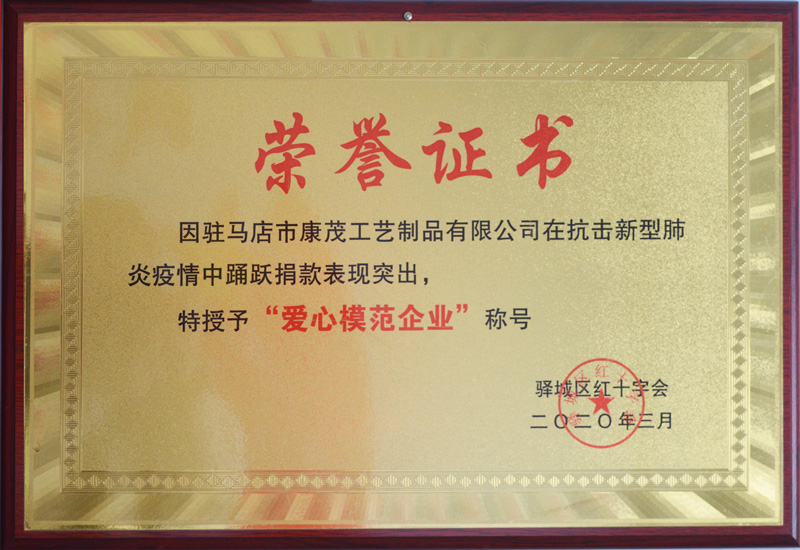 荣誉证书
因驻马店市康茂工艺制品有限公司在抗击新型肺
炎疫情中踊跃捐款表现突出，
特授予“爱心模范企业”称号
驿城区红十字会
二〇二〇年三月